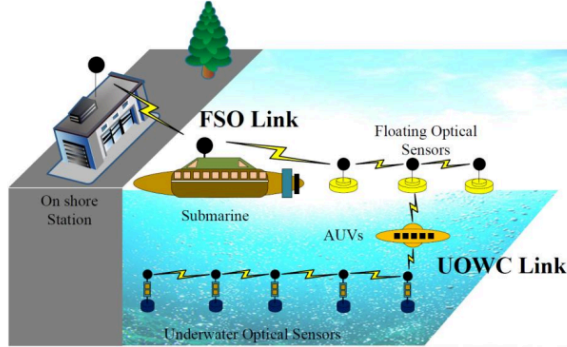 FSO Link
Floating Optical
Sensors
On shore
Station
Submarine
AUVs
UOWC Link
Underwater Optical Sensors